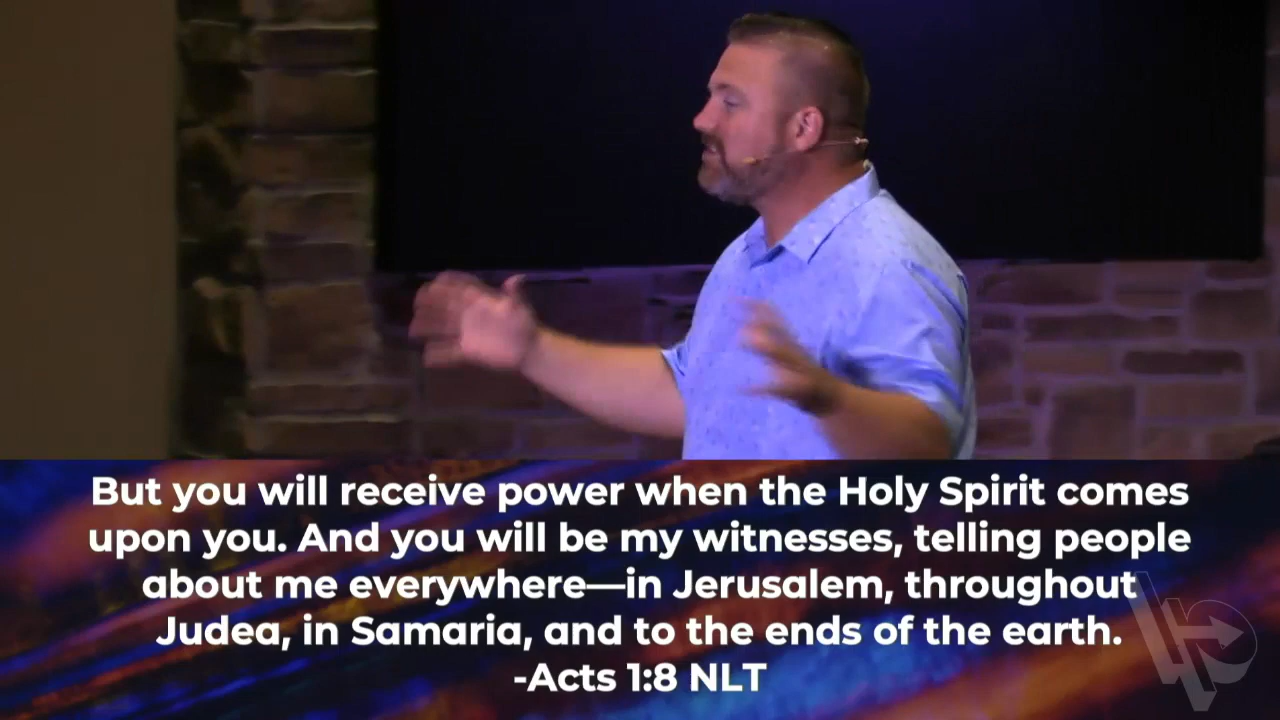 But you will receive power when the Holy Spirit comes
upon you. And you will be my witnesses, telling people
about me everywhere—in Jerusalem, throughout
Judea, in Samaria, and to the ends of the earth.
-Acts 1:8 NLT